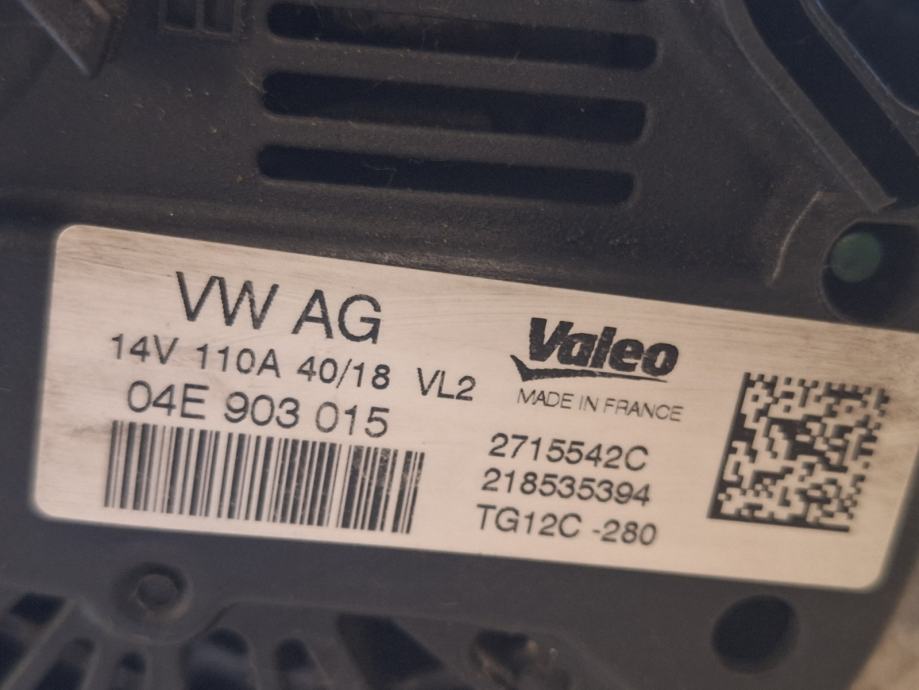 VW AG
14V 110A 40/18 VL2
04E 903 015
Valeo
MADE IN FRANCE
2715542C
218535394
TG12C -280